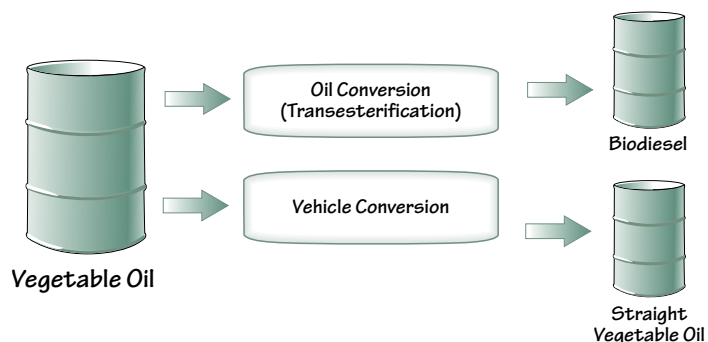 Oil Conversion
(Transesterification)
Biodiesel
Vehicle Conversion
Vegetable Oil
Straight
Vegetable Oil